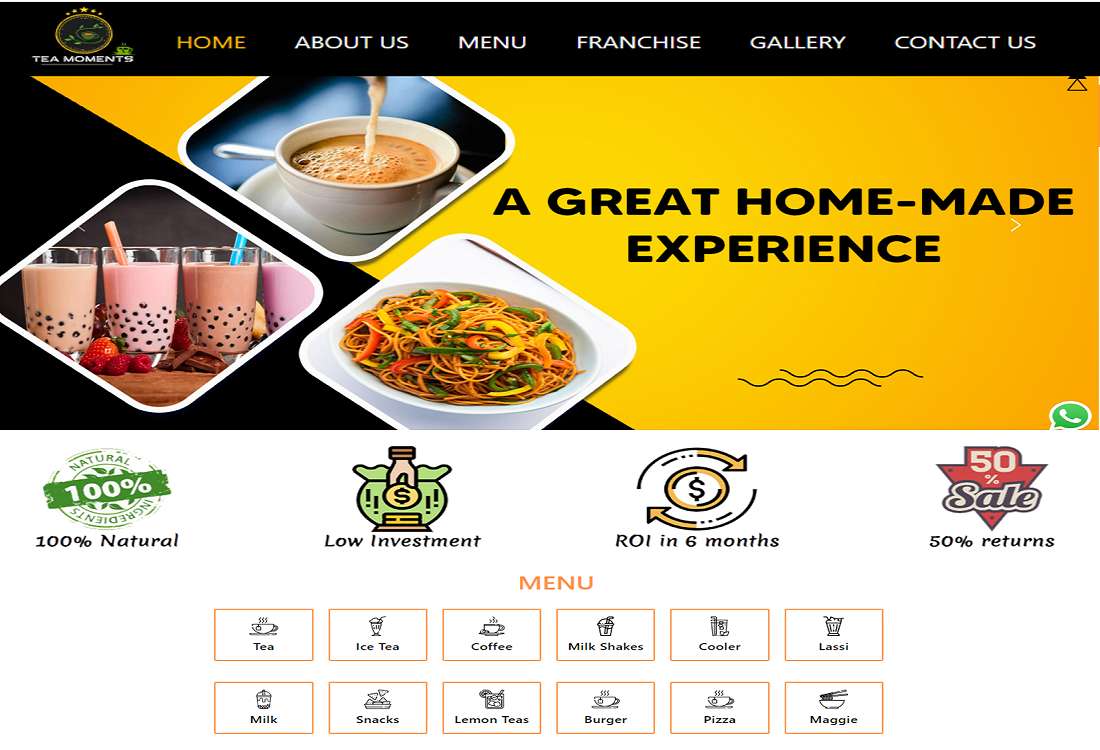 TEA MOMENTS
HOME ABOUT US MENU FRANCHISE GALLERY CONTACT US
A GREAT HOME-MADE
EXPERIENCE
NATURAL
100%
INGREDIENTS
50
%
Sale
100% Natural
Low Investment
ROI in 6 months
50% returns
MENU
Tea
Ice Tea
Coffee
Milk Shakes
Cooler
Lassi
Milk
Snacks
Lemon Teas
Burger
Pizza
Maggie